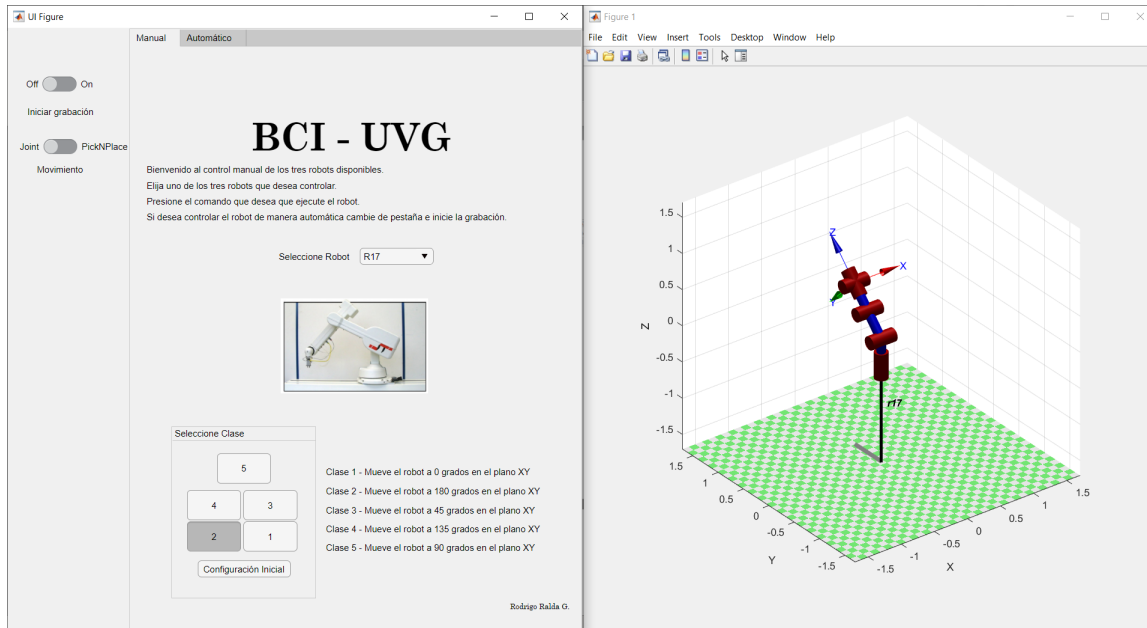 UI Figure
Manual
Automático
Off
On
Iniciar grabación
Joint
PickNPlace
Movimiento
BCI - UVG
Bienvenido al control manual de los tres robots disponibles.
Elija uno de los tres robots que desea controlar.
Presione el comando que desea que ejecute el robot.
Si desea controlar el robot de manera automática cambie de pestaña e inicie la grabación.
Seleccione Robot
R17
Seleccione Clase
5
4
3
2
1
Configuración Inicial
Clase 1 - Mueve el robot a 0 grados en el plano XY
Clase 2 - Mueve el robot a 180 grados en el plano XY
Clase 3 - Mueve el robot a 45 grados en el plano XY
Clase 4 - Mueve el robot a 135 grados en el plano XY
Clase 5 - Mueve el robot a 90 grados en el plano XY
Rodrigo Ralda G.
Figure 1
File Edit View Insert Tools Desktop Window Help
1.5
1
0.5
0
-0.5
-1
-1.5
Z
Z
X
Y
r17
1.5
1
0.5
0
-0.5
-1
-1.5
Y
-1.5
-1
-0.5
0
0.5
1
1.5
X